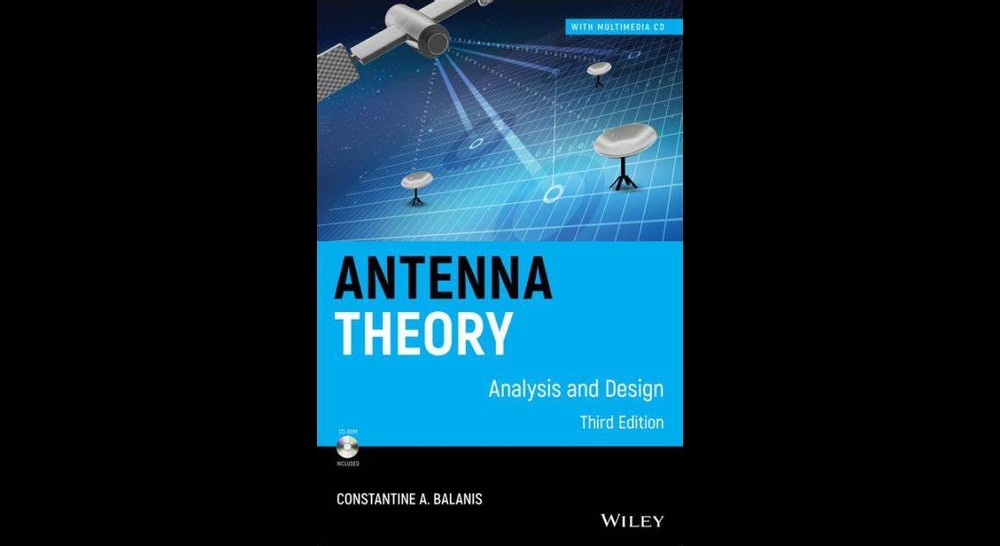 WITH MULTIMEDIA CD
ANTENNA
THEORY
Analysis and Design
Third Edition
CD-ROM
INCLUDED
CONSTANTINE A. BALANIS
WILEY